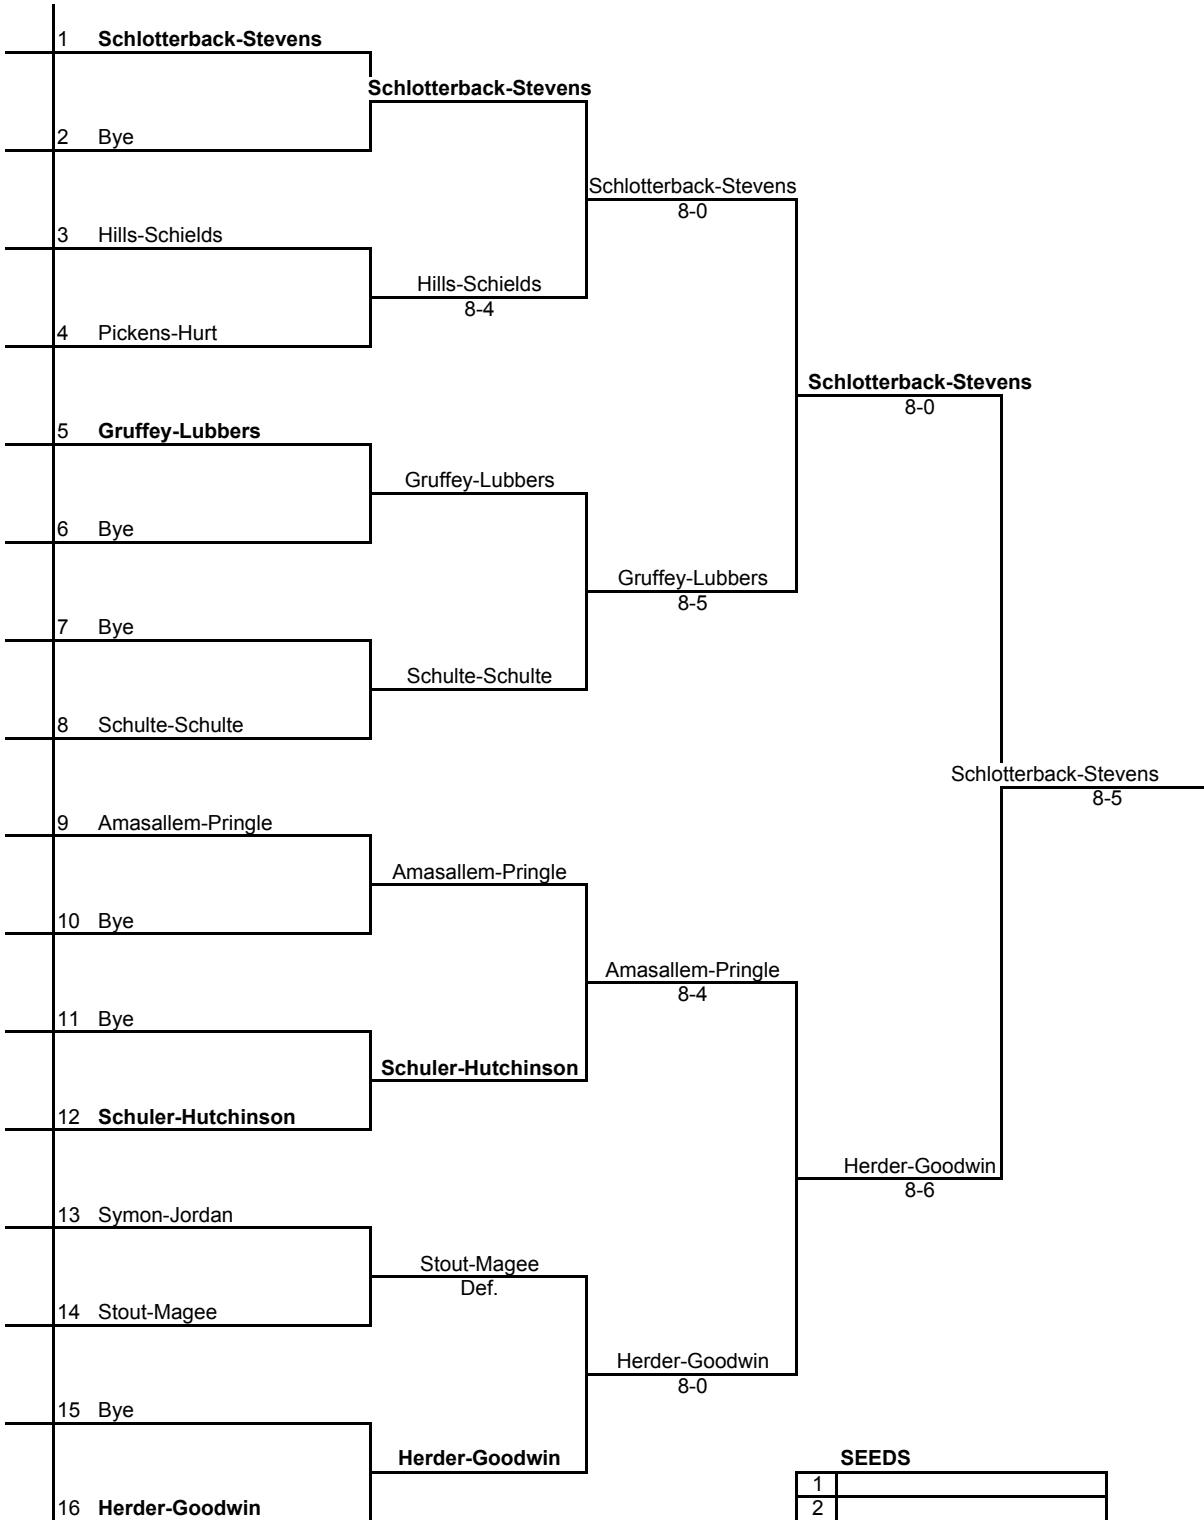 1 Schlotterback-Stevens
Schlotterback-Stevens
2 Bye
Schlotterback-Stevens
8-0
3 Hills-Schields
Hills-Schields
8-4
4 Pickens-Hurt
Schlotterback-Stevens
8-0
5 Gruffey-Lubbers
Gruffey-Lubbers
6 Bye
Gruffey-Lubbers
8-5
7 Bye
Schulte-Schulte
8 Schulte-Schulte
Schlotterback-Stevens
8-5
9 Amasallem-Pringle
Amasallem-Pringle
10 Bye
Amasallem-Pringle
8-4
11 Bye
Schuler-Hutchinson
12 Schuler-Hutchinson
Herder-Goodwin
8-6
13 Symon-Jordan
Stout-Magee
Def.
14 Stout-Magee
Herder-Goodwin
8-0
15 Bye
Herder-Goodwin
16 Herder-Goodwin
SEEDS
1
2